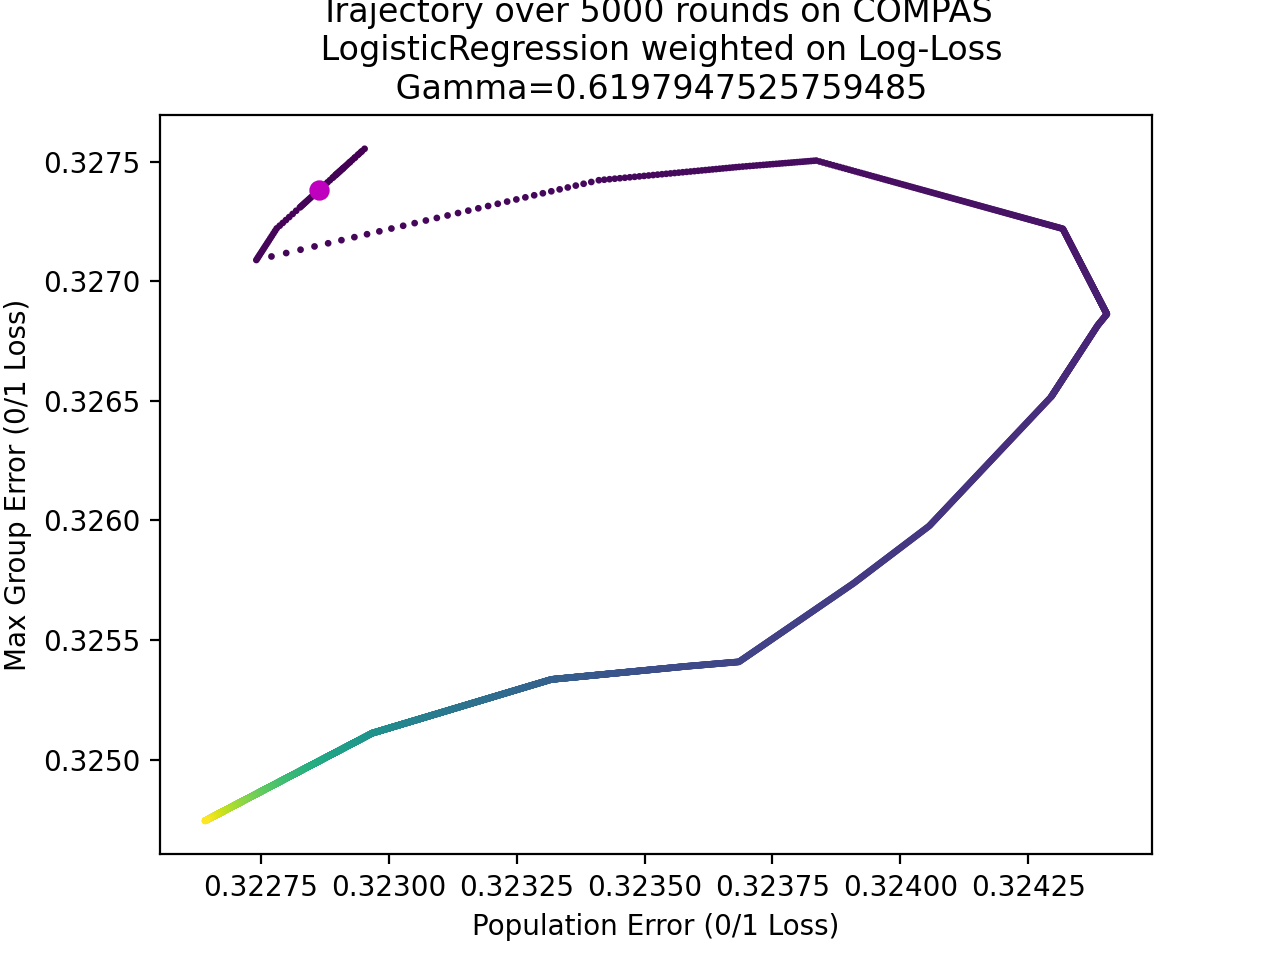 Trajectory over 5000 rounds on COMPAS
LogisticRegression weighted on Log-Loss
Gamma=0.6197947525759485
0.3275
0.3270
0.3265
0.3260
0.3255
0.3250
Max Group Error (0/1 Loss)
0.32275 0.32300 0.32325 0.32350 0.32375 0.32400 0.32425
Population Error (0/1 Loss)